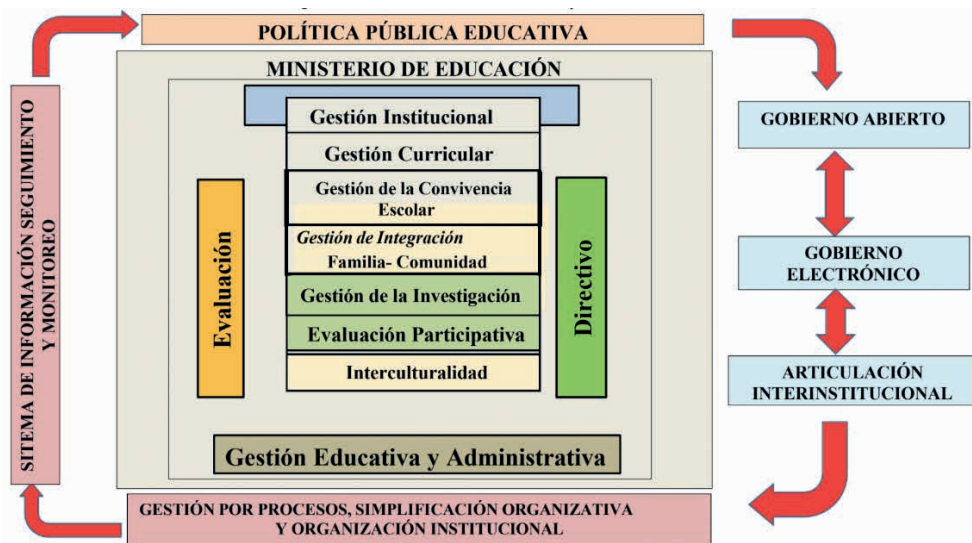 POLÍTICA PÚBLICA EDUCATIVA
MINISTERIO DE EDUCACIÓN
Gestión Institucional
Gestión Curricular
Gestión de la Convivencia
Escolar
Gestión de Integración
Familia- Comunidad
Gestión de la Investigación
Evaluación Participativa
Interculturalidad
Evaluación
Directivo
Gestión Educativa y Administrativa
GOBIERNO ABIERTO
GOBIERNO
ELECTRÓNICO
ARTICULACIÓN
INTERINSTITUCIONAL
GESTIÓN POR PROCESOS, SIMPLIFICACIÓN ORGANIZATIVA
Y ORGANIZACIÓN INSTITUCIONAL
SITEMA DE INFORMACIÓN SEGUIMIENTO
Y MONITOREO